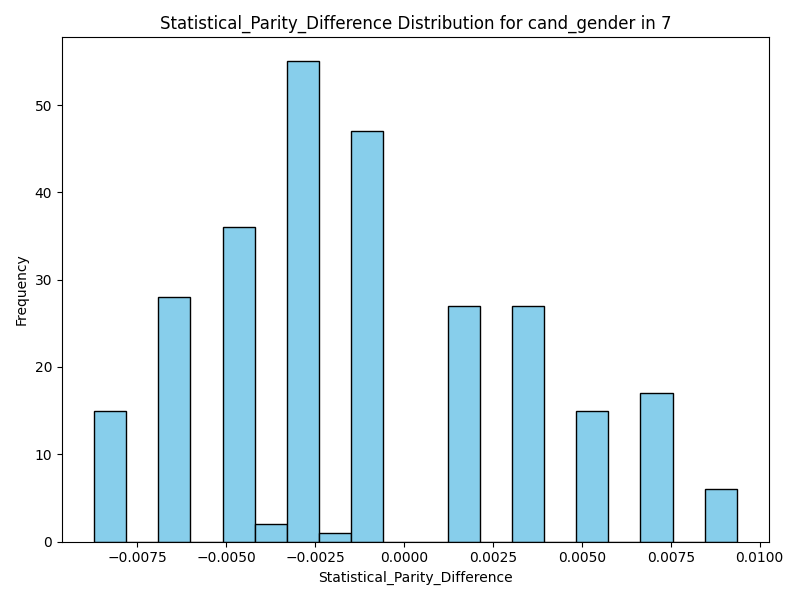 Statistical_Parity_Difference Distribution for cand_gender in 7
Frequency
50
40
30
20
10
0
−0.0075 −0.0050 −0.0025 0.0000 0.0025 0.0050 0.0075 0.0100
Statistical_Parity_Difference